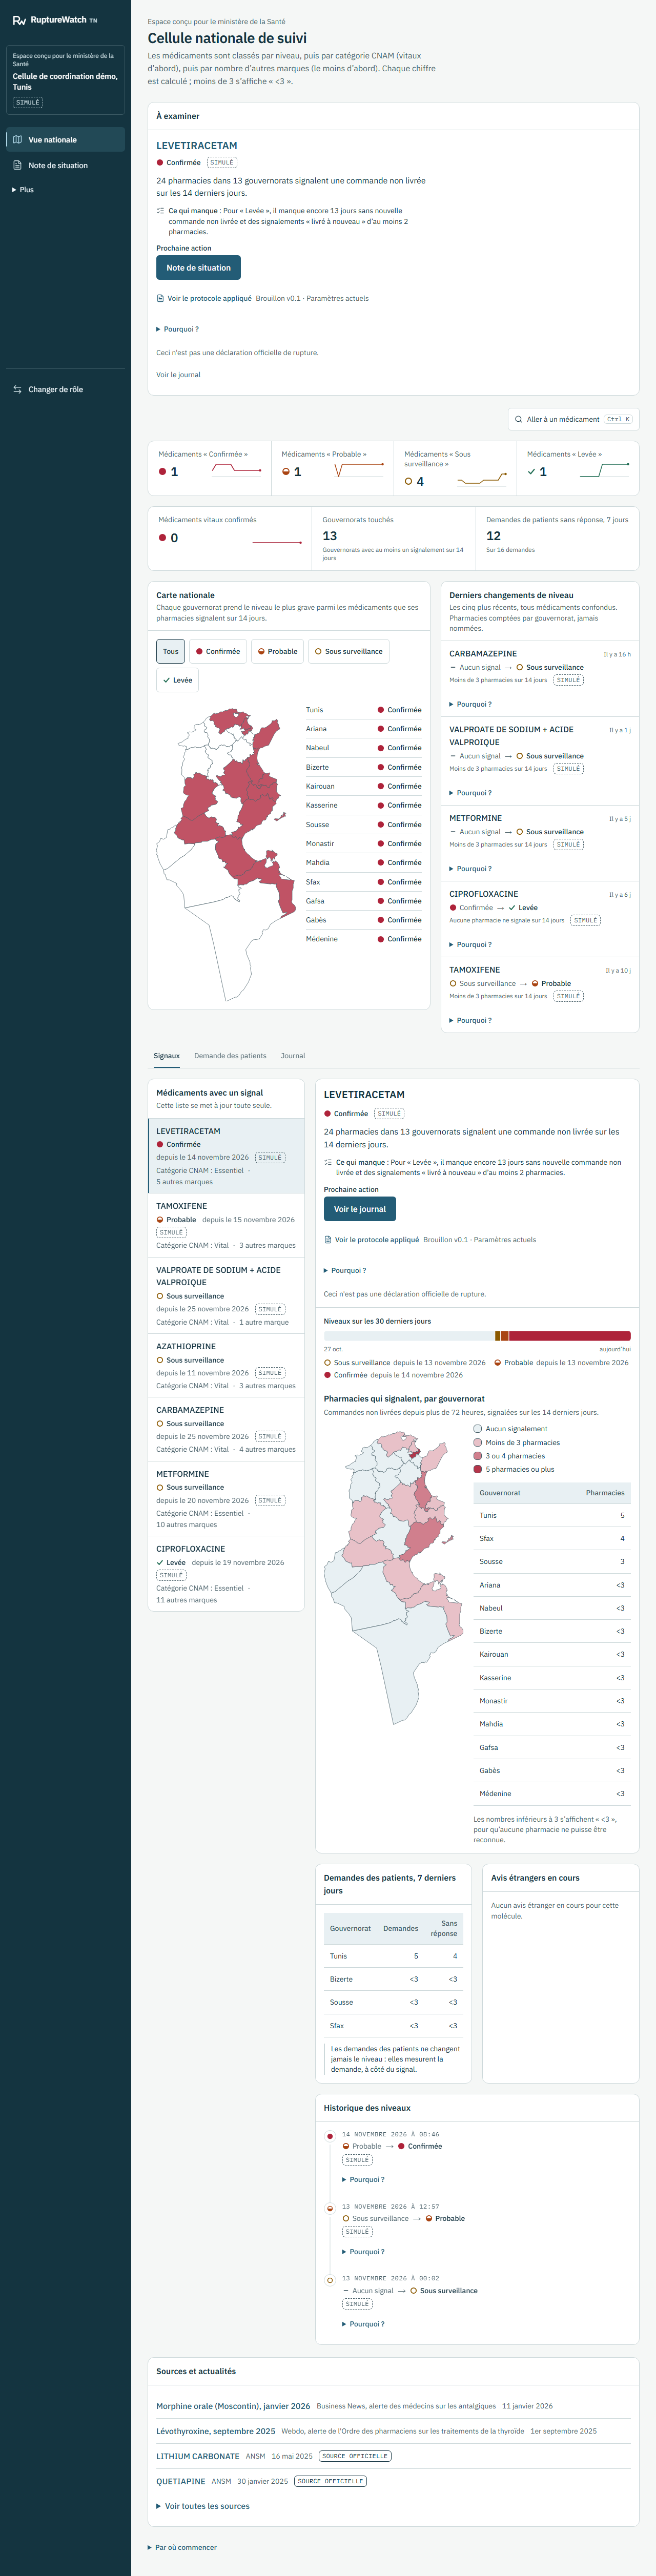 RuptureWatch TN
Espace conçu pour le ministère de la
Santé
Cellule de coordination démo,
Tunis
SIMULÉ
Vue nationale
Note de situation
Plus
Changer de rôle
Espace conçu pour le ministère de la Santé
Cellule nationale de suivi
Les médicaments sont classés par niveau, puis par catégorie CNAM (vitaux
d'abord), puis par nombre d'autres marques (le moins d'abord). Chaque chiffre
est calculé ; moins de 3 s'affiche « <3 ».
À examiner
LEVETIRACETAM
Confirmée SIMULÉ
24 pharmacies dans 13 gouvernorats signalent une commande non livrée
sur les 14 derniers jours.
Ce qui manque : Pour « Levée », il manque encore 13 jours sans nouvelle
commande non livrée et des signalements « livré à nouveau » d'au moins 2
pharmacies.
Prochaine action
Note de situation
Voir le protocole appliqué Brouillon v0.1 · Paramètres actuels
Pourquoi ?
Ceci n'est pas une déclaration officielle de rupture.
Voir le journal
Aller à un médicament Ctrl K
Médicaments « Confirmée »
1
Médicaments « Probable »
1
Médicaments « Sous
surveillance »
4
Médicaments « Levée »
1
Médicaments vitaux confirmés
0
Gouvernorats touchés
13
Gouvernorats avec au moins un signalement sur 14
jours
Demandes de patients sans réponse, 7 jours
12
Sur 16 demandes
Carte nationale
Chaque gouvernorat prend le niveau le plus grave parmi les médicaments que ses
pharmacies signalent sur 14 jours.
Tous
Confirmée
Probable
Sous surveillance
Levée
Tunis Confirmée
Ariana Confirmée
Nabeul Confirmée
Bizerte Confirmée
Kairouan Confirmée
Kasserine Confirmée
Sousse Confirmée
Monastir Confirmée
Mahdia Confirmée
Sfax Confirmée
Gafsa Confirmée
Gabès Confirmée
Médenine Confirmée
Derniers changements de niveau
Les cinq plus récents, tous médicaments confondus.
Pharmacies comptées par gouvernorat, jamais
nommées.
CARBAMAZEPINE Il y a 16 h
Aucun signal → Sous surveillance
Moins de 3 pharmacies sur 14 jours SIMULÉ
Pourquoi ?
VALPROATE DE SODIUM + ACIDE Il y a 1 j
VALPROIQUE
Aucun signal → Sous surveillance
Moins de 3 pharmacies sur 14 jours SIMULÉ
Pourquoi ?
METFORMINE Il y a 5 j
Aucun signal → Sous surveillance
Moins de 3 pharmacies sur 14 jours SIMULÉ
Pourquoi ?
CIPROFLOXACINE Il y a 6 j
Confirmée → Levée
Aucune pharmacie ne signale sur 14 jours SIMULÉ
Pourquoi ?
TAMOXIFENE Il y a 10 j
Sous surveillance → Probable
Moins de 3 pharmacies sur 14 jours SIMULÉ
Pourquoi ?
Signaux Demande des patients Journal
Médicaments avec un signal
Cette liste se met à jour toute seule.
LEVETIRACETAM
Confirmée
depuis le 14 novembre 2026 SIMULÉ
Catégorie CNAM : Essentiel ·
5 autres marques
TAMOXIFENE
Probable depuis le 15 novembre 2026
SIMULÉ
Catégorie CNAM : Vital · 3 autres marques
VALPROATE DE SODIUM + ACIDE
VALPROIQUE
Sous surveillance
depuis le 25 novembre 2026 SIMULÉ
Catégorie CNAM : Vital · 1 autre marque
AZATHIOPRINE
Sous surveillance
depuis le 11 novembre 2026 SIMULÉ
Catégorie CNAM : Vital · 3 autres marques
CARBAMAZEPINE
Sous surveillance
depuis le 25 novembre 2026 SIMULÉ
Catégorie CNAM : Vital · 4 autres marques
METFORMINE
Sous surveillance
depuis le 20 novembre 2026 SIMULÉ
Catégorie CNAM : Essentiel ·
10 autres marques
CIPROFLOXACINE
Levée depuis le 19 novembre 2026
SIMULÉ
Catégorie CNAM : Essentiel ·
11 autres marques
LEVETIRACETAM
Confirmée SIMULÉ
24 pharmacies dans 13 gouvernorats signalent une commande non livrée sur les
14 derniers jours.
Ce qui manque : Pour « Levée », il manque encore 13 jours sans nouvelle commande non
livrée et des signalements « livré à nouveau » d'au moins 2 pharmacies.
Prochaine action
Voir le journal
Voir le protocole appliqué Brouillon v0.1 · Paramètres actuels
Pourquoi ?
Ceci n'est pas une déclaration officielle de rupture.
Niveaux sur les 30 derniers jours
27 oct. aujourd'hui
Sous surveillance depuis le 13 novembre 2026 Probable depuis le 13 novembre 2026
Confirmée depuis le 14 novembre 2026
Pharmacies qui signalent, par gouvernorat
Commandes non livrées depuis plus de 72 heures, signalées sur les 14 derniers jours.
Aucun signalement
Moins de 3 pharmacies
3 ou 4 pharmacies
5 pharmacies ou plus
Gouvernorat Pharmacies
Tunis 5
Sfax 4
Sousse 3
Ariana <3
Nabeul <3
Bizerte <3
Kairouan <3
Kasserine <3
Monastir <3
Mahdia <3
Gafsa <3
Gabès <3
Médenine <3
Les nombres inférieurs à 3 s'affichent « <3 »,
pour qu'aucune pharmacie ne puisse être
reconnue.
Demandes des patients, 7 derniers
jours
Gouvernorat Demandes Sans
réponse
Tunis 5 4
Bizerte <3 <3
Sousse <3 <3
Sfax <3 <3
Les demandes des patients ne changent
jamais le niveau : elles mesurent la
demande, à côté du signal.
Avis étrangers en cours
Aucun avis étranger en cours pour cette
molécule.
Historique des niveaux
14 NOVEMBRE 2026 À 08:46
Probable → Confirmée
SIMULÉ
Pourquoi ?
13 NOVEMBRE 2026 À 12:57
Sous surveillance → Probable
SIMULÉ
Pourquoi ?
13 NOVEMBRE 2026 À 00:02
Aucun signal → Sous surveillance
SIMULÉ
Pourquoi ?
Sources et actualités
Morphine orale (Moscontin), janvier 2026 Business News, alerte des médecins sur les antalgiques 11 janvier 2026
Lévothyroxine, septembre 2025 Webdo, alerte de l'Ordre des pharmaciens sur les traitements de la thyroïde 1er septembre 2025
LITHIUM CARBONATE ANSM 16 mai 2025 SOURCE OFFICIELLE
QUETIAPINE ANSM 30 janvier 2025 SOURCE OFFICIELLE
Voir toutes les sources
Par où commencer